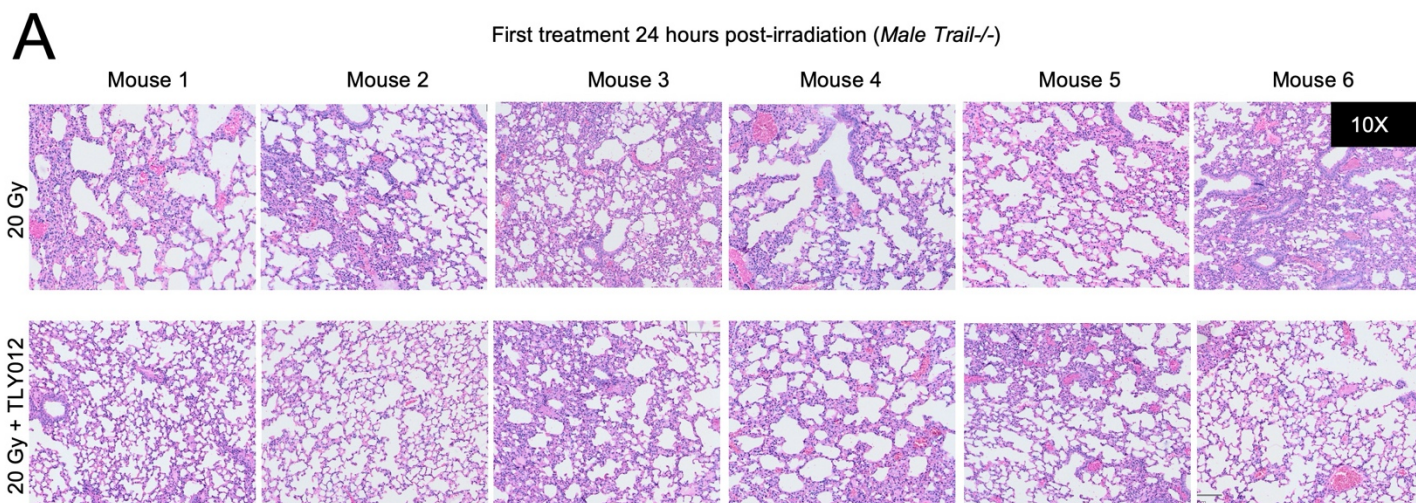 A
First treatment 24 hours post-irradiation (Male Trail-/-)
Mouse 1 Mouse 2 Mouse 3 Mouse 4 Mouse 5 Mouse 6
20 Gy
10X
20 Gy + TLY012